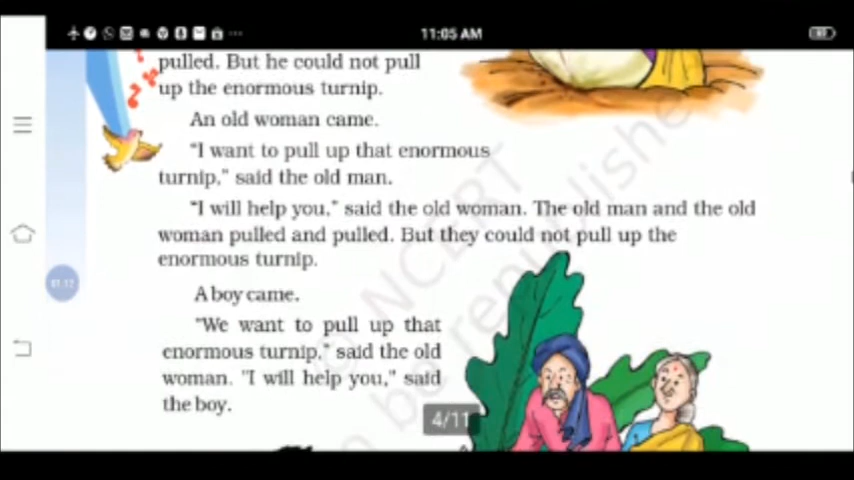 11:05 AM
pulled. But he could not pull
up the enormous turnip.
An old woman came.
"I want to pull up that enormous
turnip," said the old man.
"I will help you," said the old woman. The old man and the old
woman pulled and pulled. But they could not pull up the
enormous turnip.
A boy came.
"We want to pull up that
enormous turnip," said the old
woman. "I will help you," said
the boy.
4/11
© NCERT
be republished